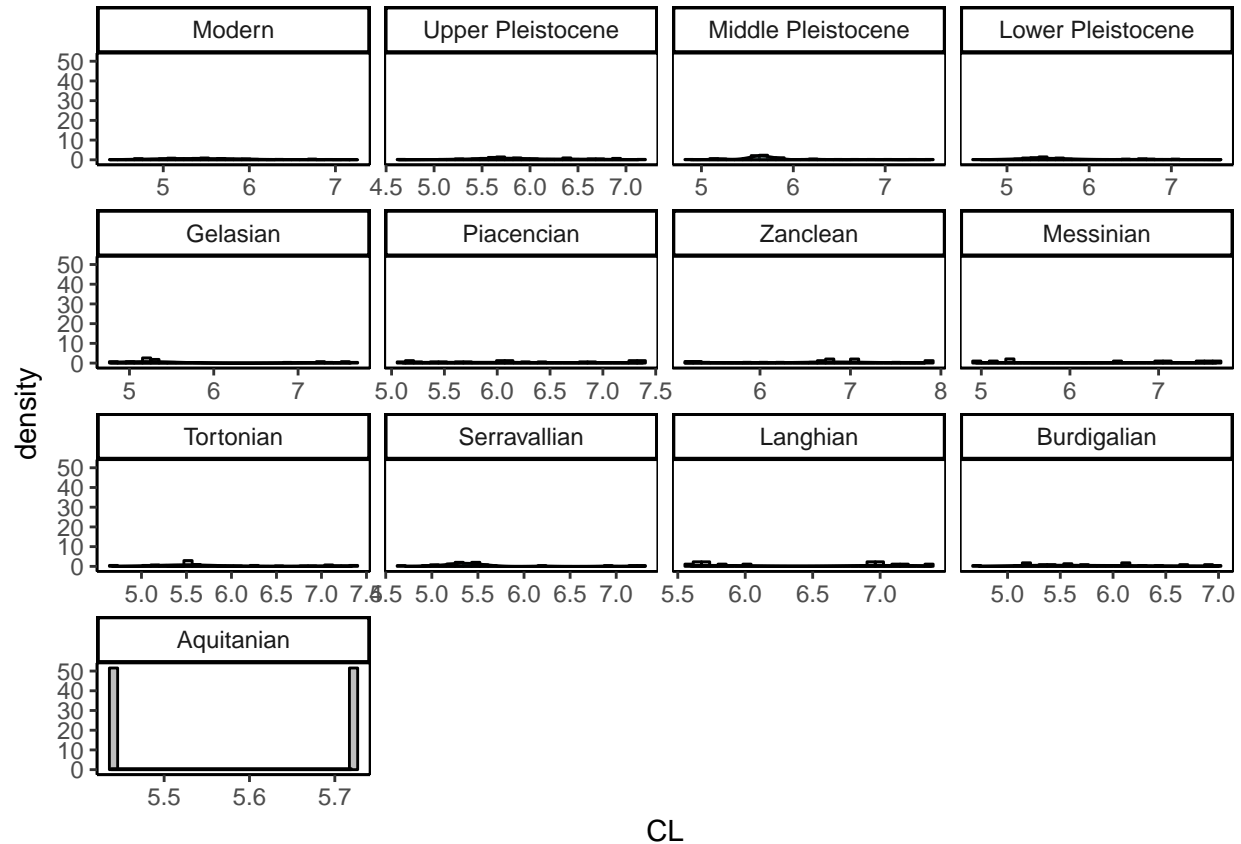 Modern Upper Pleistocene Middle Pleistocene Lower Pleistocene
50
40
30
20
10
0
5 6 7 4.5 5.0 5.5 6.0 6.5 7.0 5 6 7 5 6 7
Gelasian Piacencian Zanclean Messinian
50
40
30
20
10
0
5 6 7 5.0 5.5 6.0 6.5 7.0 7.5 6 7 8 5 6 7
density
Tortonian Serravallian Langhian Burdigalian
50
40
30
20
10
0
5.0 5.5 6.0 6.5 7.0 7.5 4.5 5.0 5.5 6.0 6.5 7.0 5.5 6.0 6.5 7.0 5.0 5.5 6.0 6.5 7.0
Aquitanian
50
40
30
20
10
0
5.5 5.6 5.7
CL